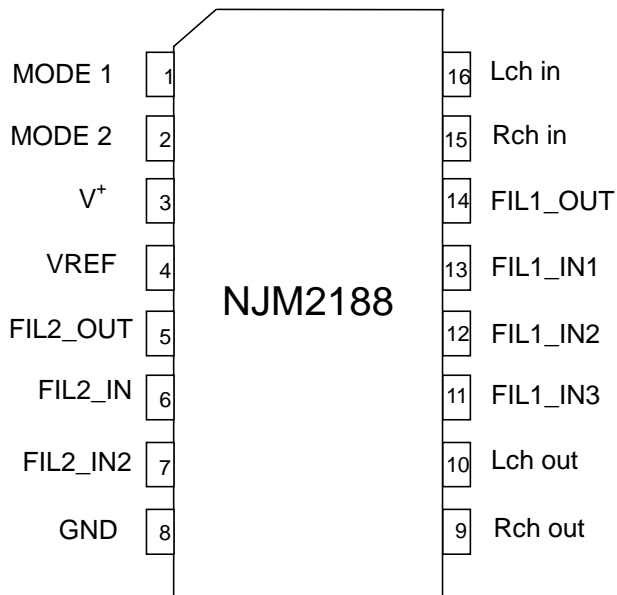 MODE 1 1 16 Lch in
MODE 2 2 15 Rch in
V+ 3 14 FIL1_OUT
VREF 4 13 FIL1_IN1
NJM2188
FIL2_OUT 5 12 FIL1_IN2
FIL2_IN 6 11 FIL1_IN3
FIL2_IN2 7 10 Lch out
GND 8 9 Rch out